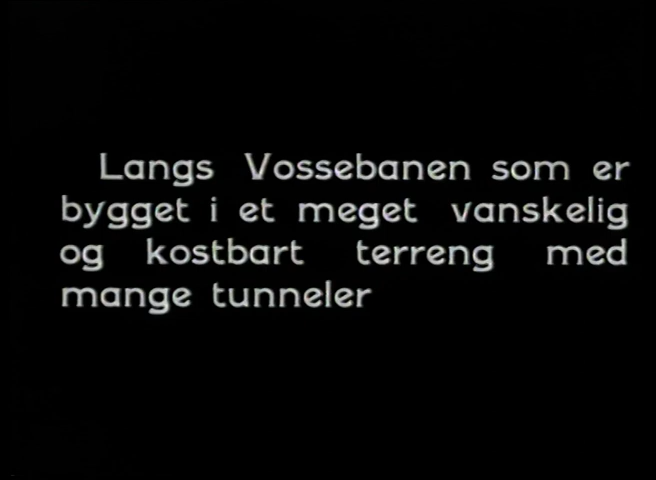 Langs Vossebanen som er
bygget i et meget vanskelig
og kostbart terreng med
mange tunneler